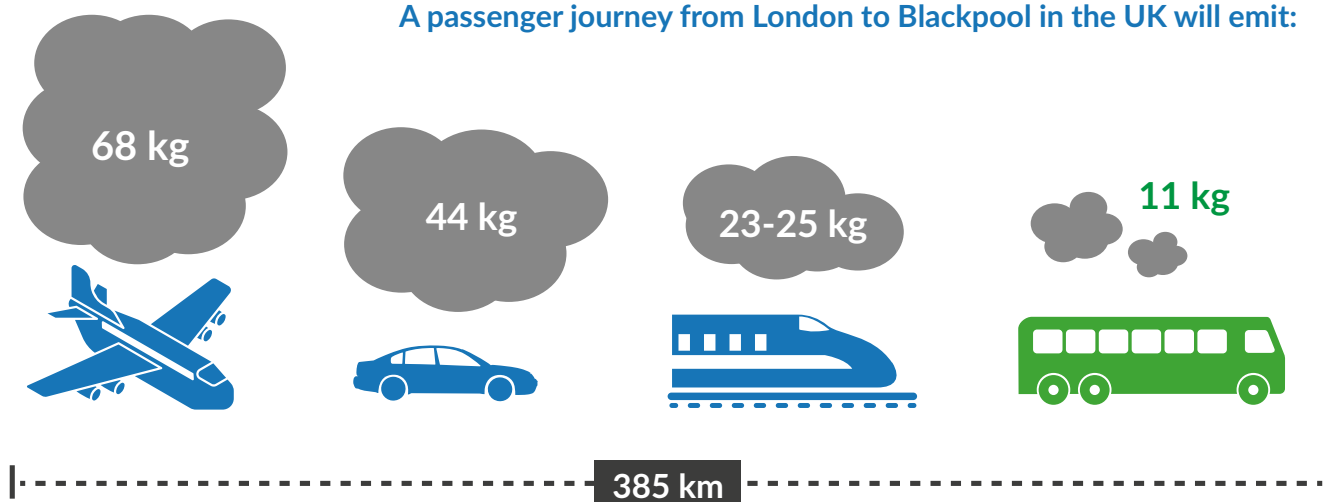 A passenger journey from London to Blackpool in the UK will emit:
68 kg
44 kg
23-25 kg
11 kg
385 km